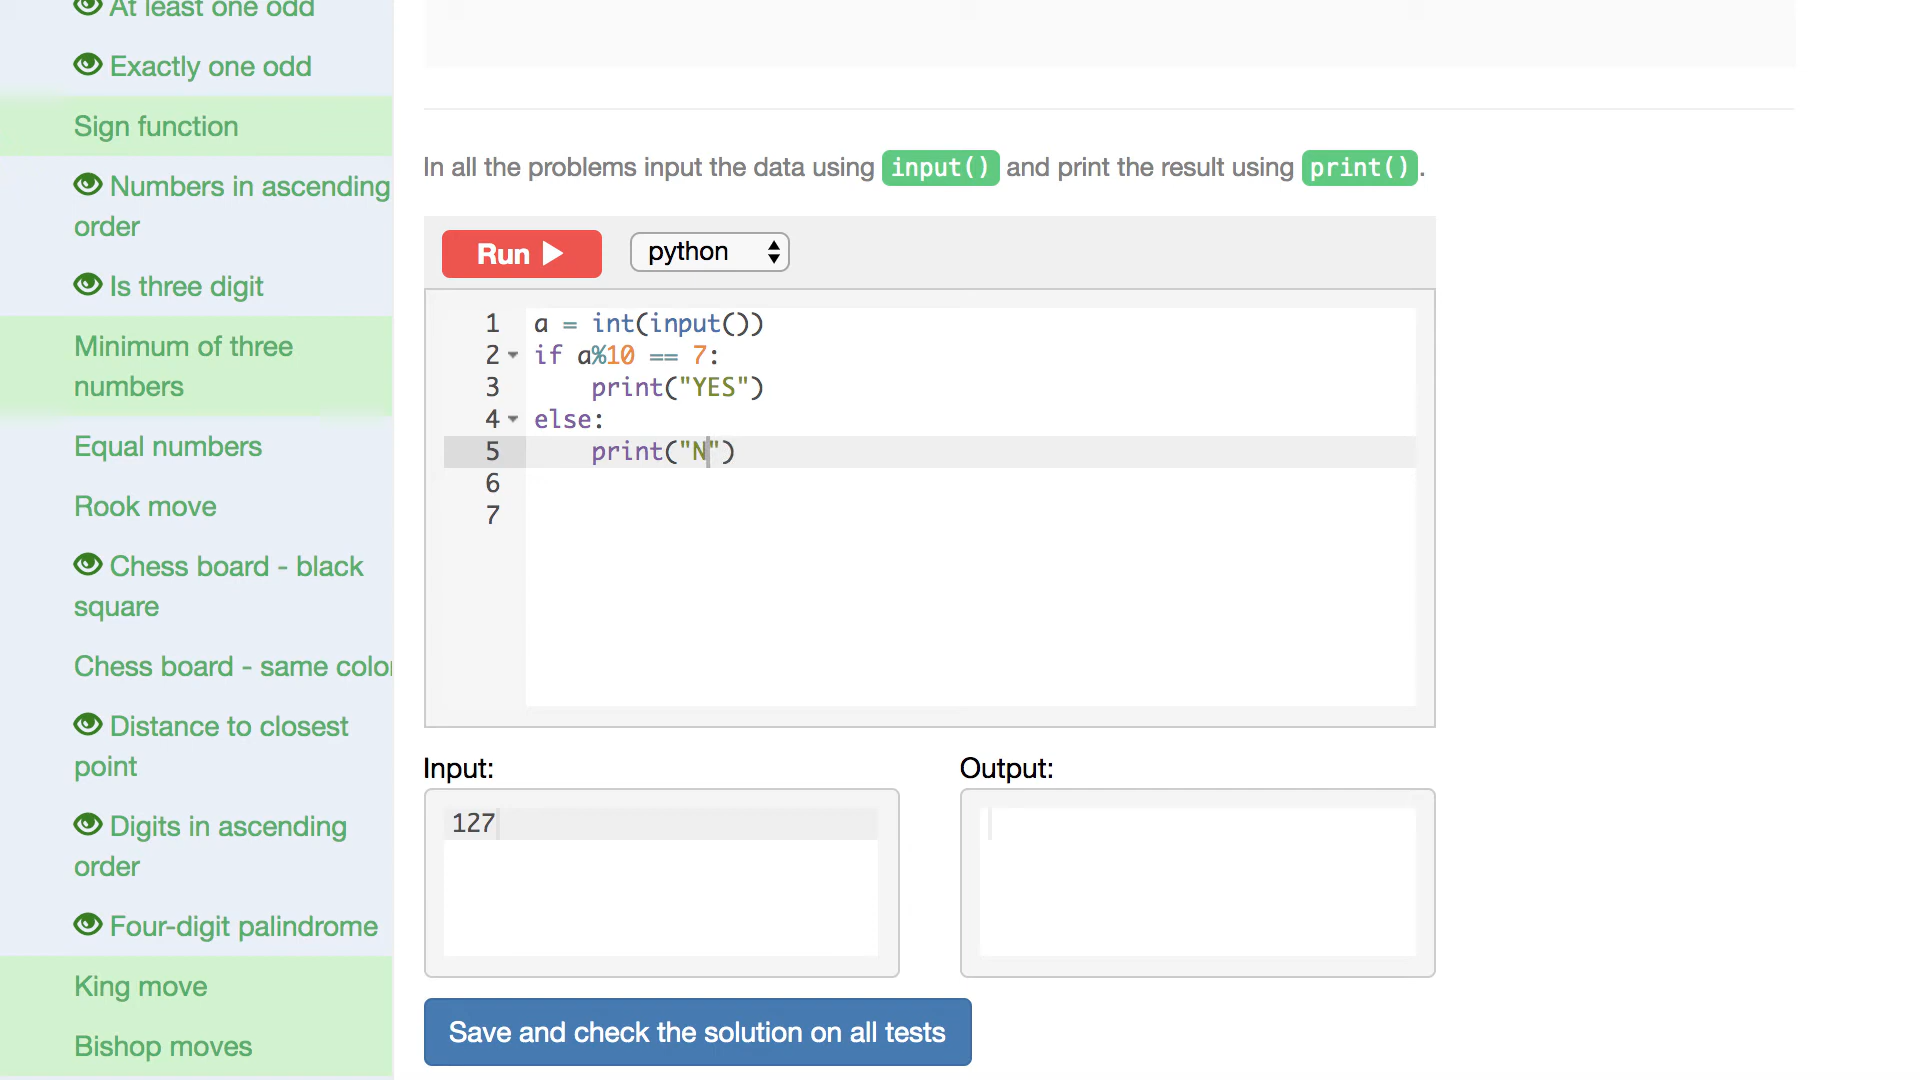 At least one odd
Exactly one odd
Sign function
Numbers in ascending
order
Is three digit
Minimum of three
numbers
Equal numbers
Rook move
Chess board - black
square
Chess board - same color
Distance to closest
point
Digits in ascending
order
Four-digit palindrome
King move
Bishop moves
In all the problems input the data using input() and print the result using print().
Run
python
1 a = int(input())
2 if a%10 == 7:
3     print("YES")
4 else:
5     print("N")
6
7
Input:
127
Output:
Save and check the solution on all tests